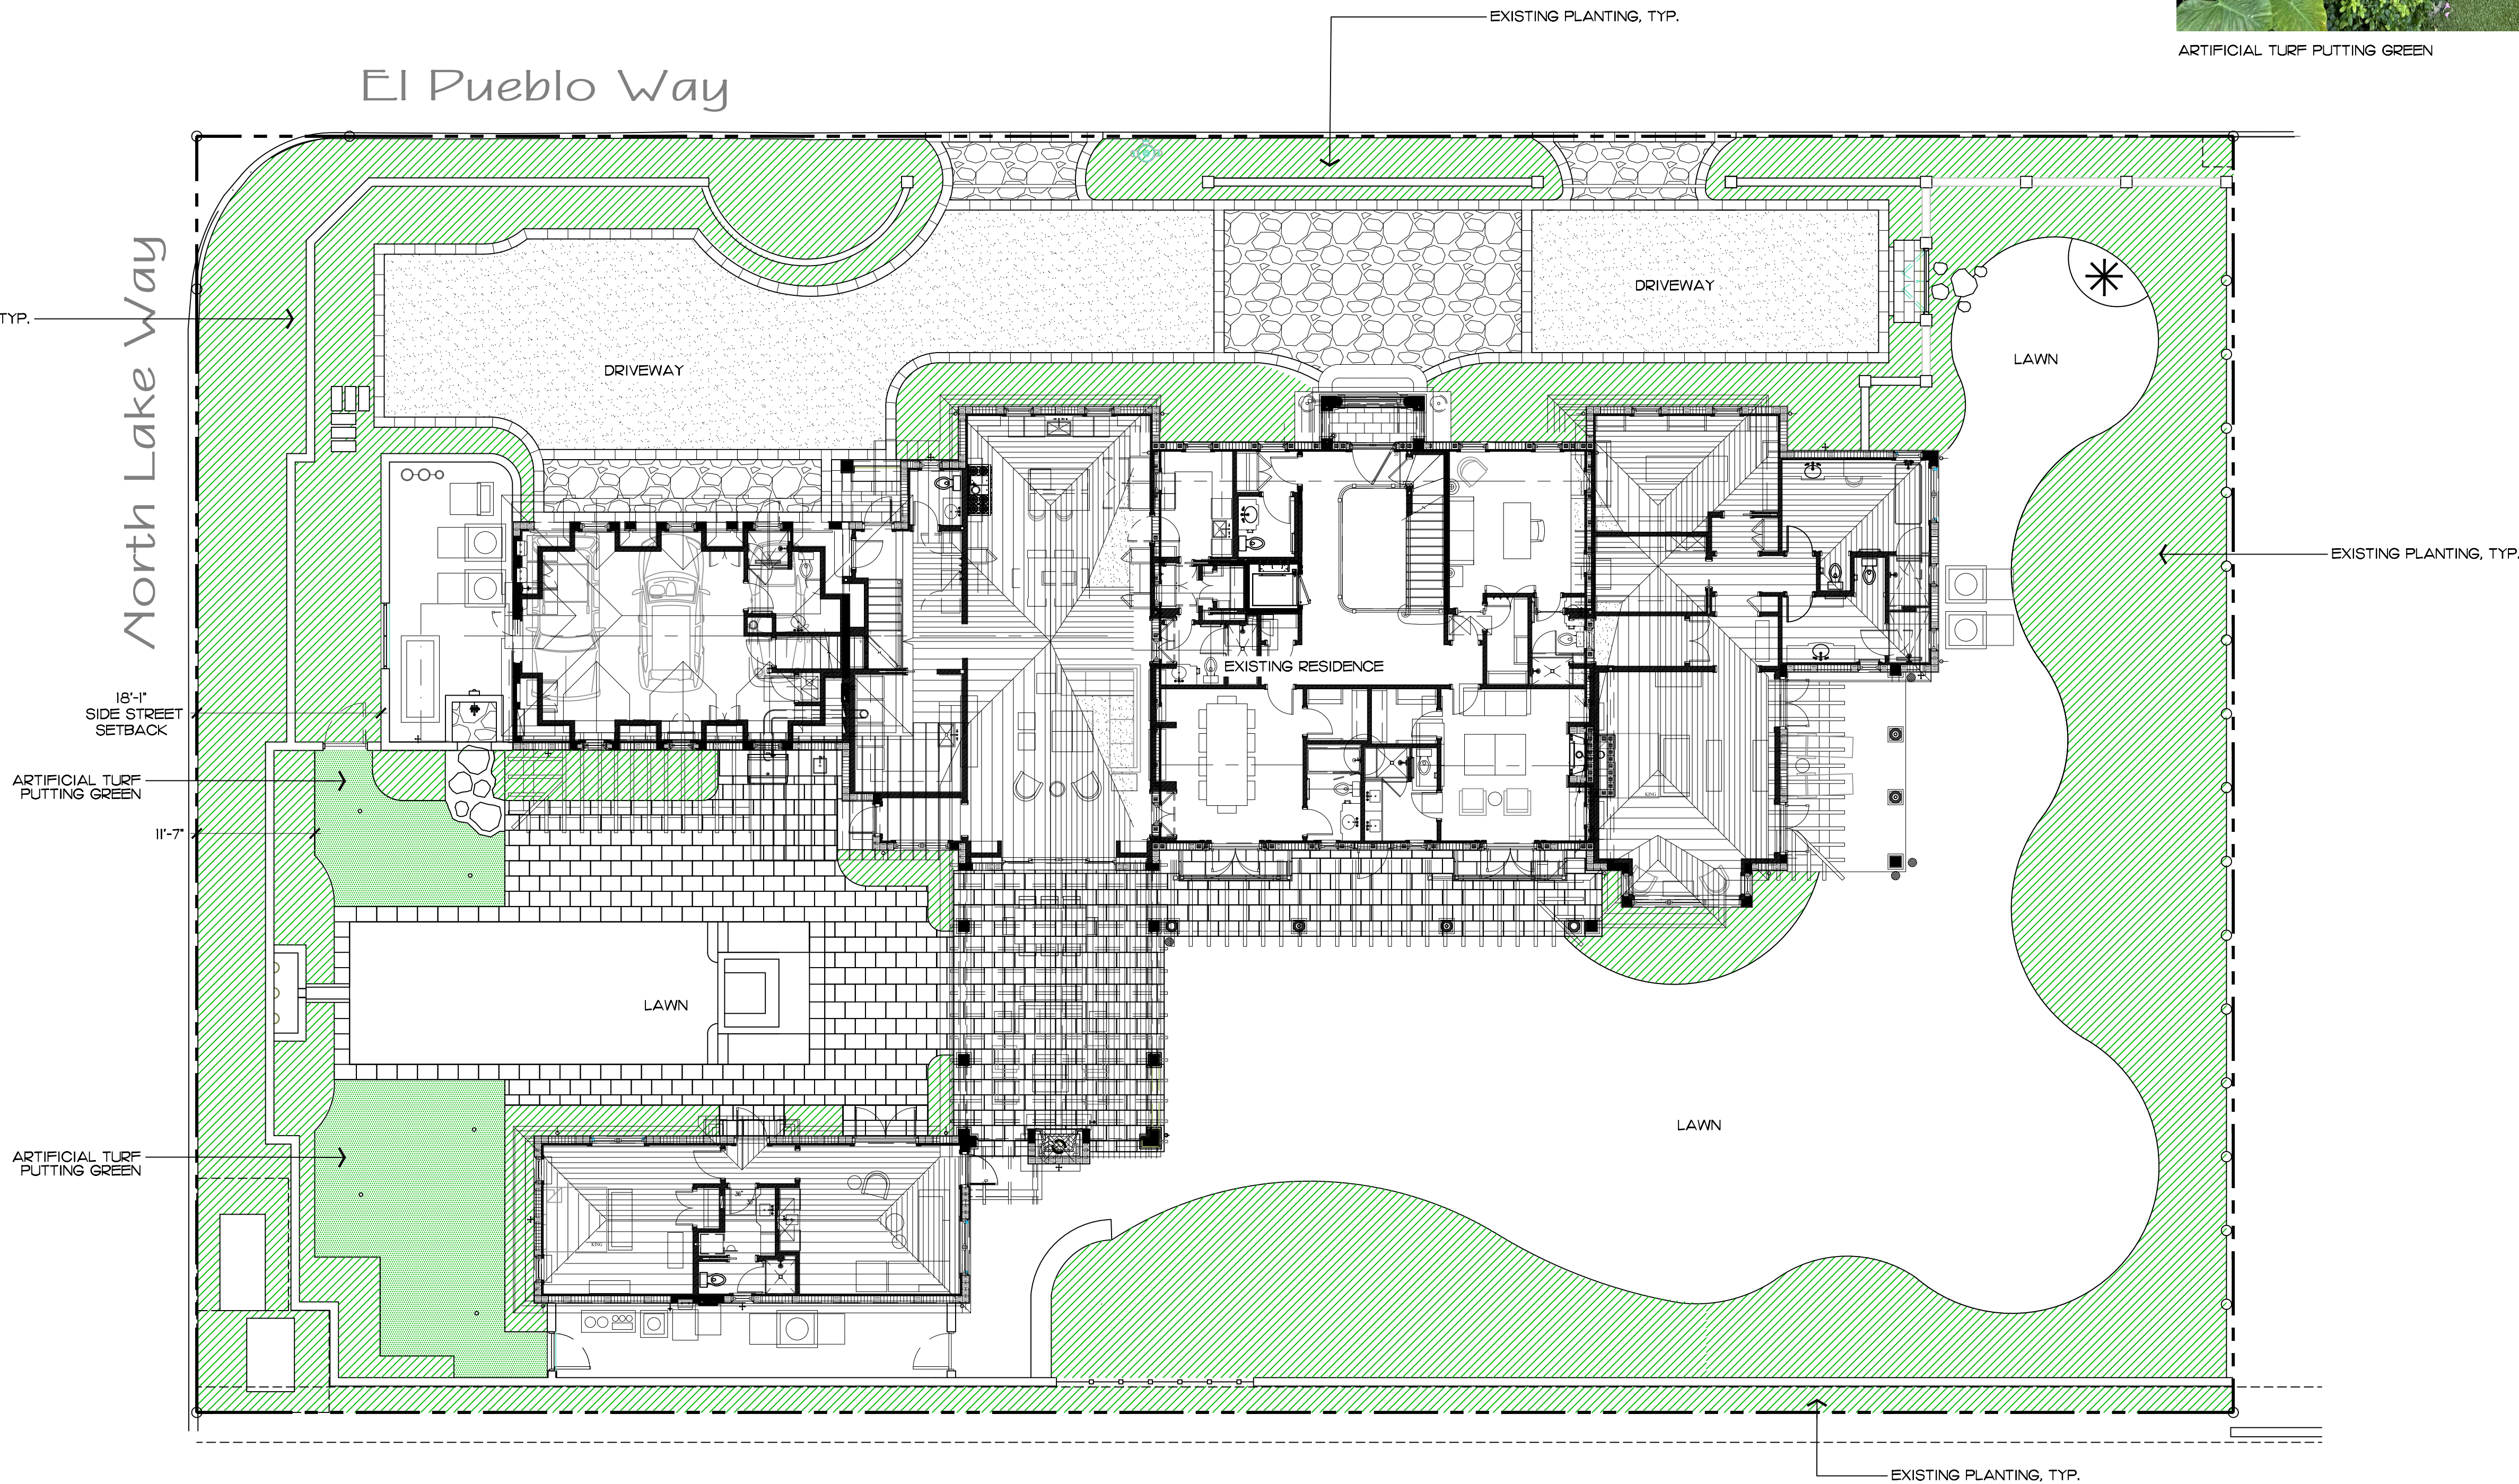 EXISTING PLANTING, TYP.
ARTIFICIAL TURF PUTTING GREEN
El Pueblo Way
North Lake Way
TYP.
DRIVEWAY
DRIVEWAY
LAWN
EXISTING PLANTING, TYP.
EXISTING RESIDENCE
18'-1"
SIDE STREET
SETBACK
ARTIFICIAL TURF
PUTTING GREEN
KING
11'-7"
LAWN
LAWN
ARTIFICIAL TURF
PUTTING GREEN
KING
EXISTING PLANTING, TYP.